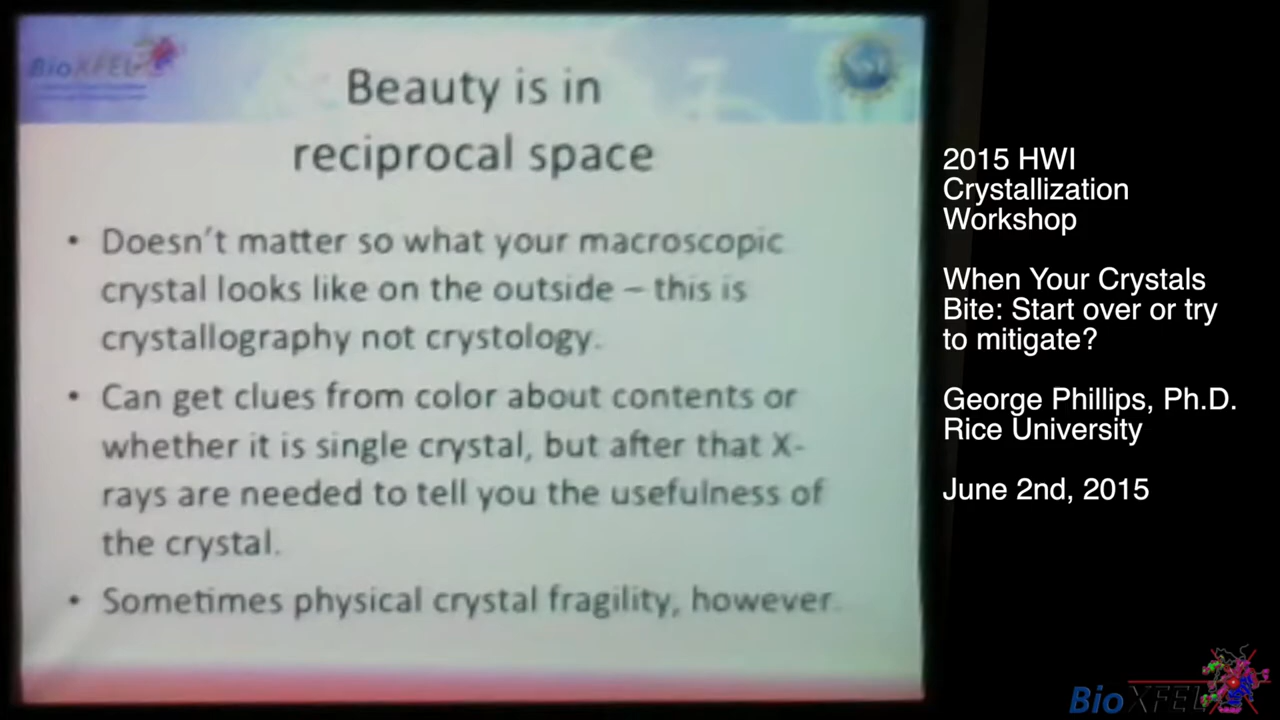 BioXFEL
Beauty is in
reciprocal space
• Doesn't matter so what your macroscopic
crystal looks like on the outside – this is
crystallography not crystology.
• Can get clues from color about contents or
whether it is single crystal, but after that X-
rays are needed to tell you the usefulness of
the crystal.
• Sometimes physical crystal fragility, however.
2015 HWI
Crystallization
Workshop
When Your Crystals
Bite: Start over or try
to mitigate?
George Phillips, Ph.D.
Rice University
June 2nd, 2015
BioXFEL